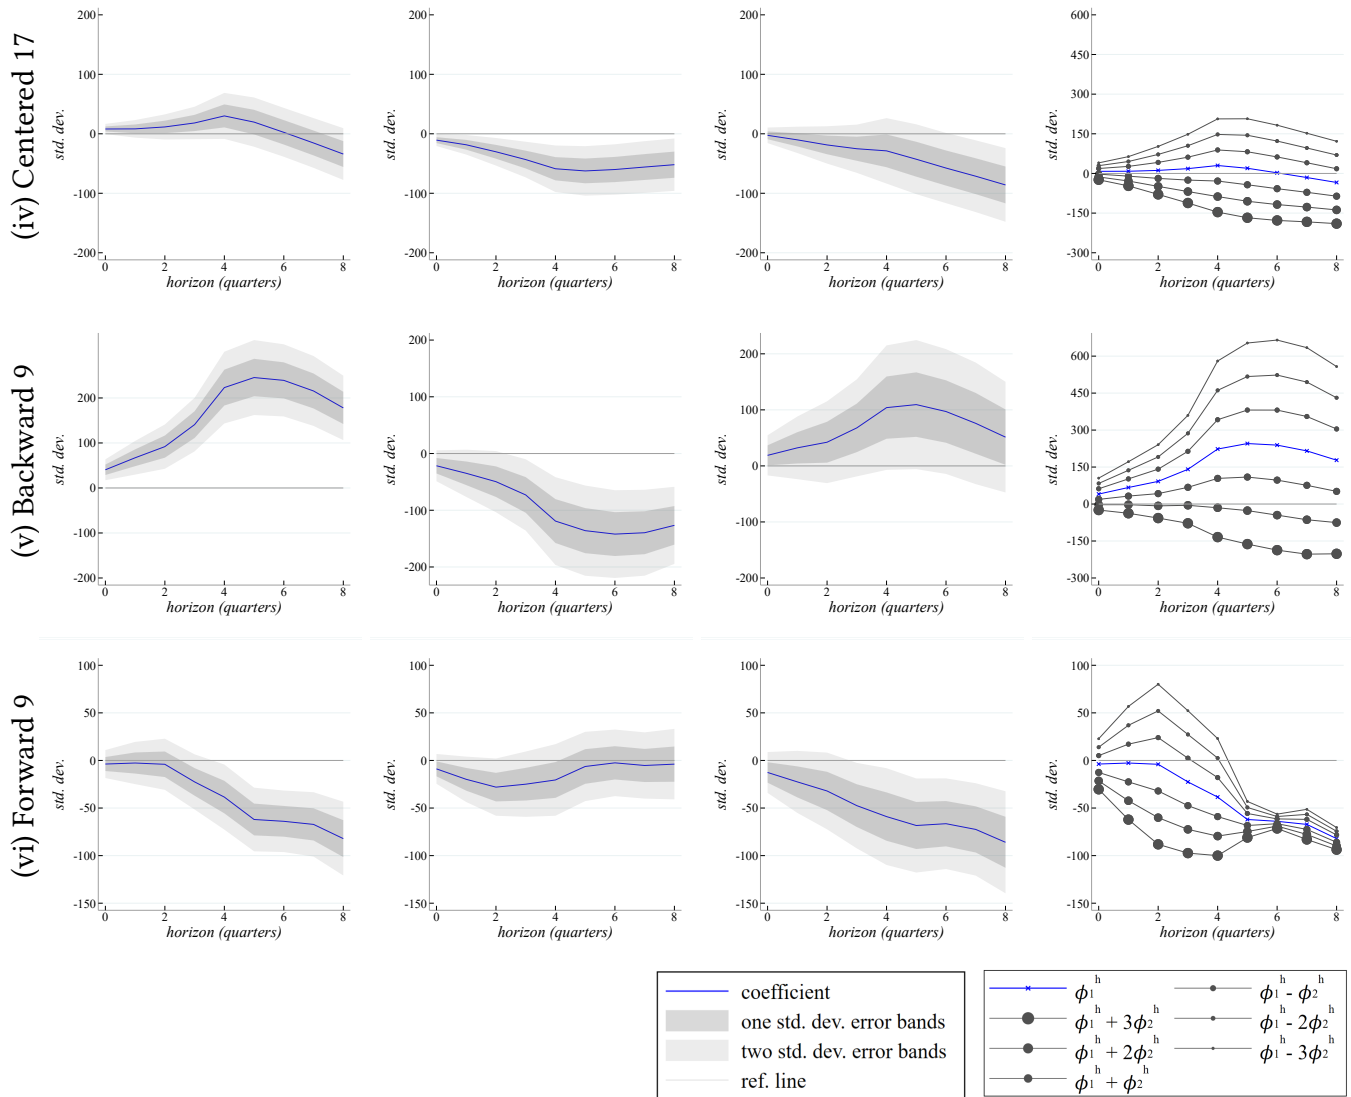 (iv) Centered 17
200
100
0
-100
-200
std. dev.
0 2 4 6 8
horizon (quarters)
200
100
0
-100
-200
std. dev.
0 2 4 6 8
horizon (quarters)
200
100
0
-100
-200
std. dev.
0 2 4 6 8
horizon (quarters)
600
450
300
150
0
-150
-300
std. dev.
0 2 4 6 8
horizon (quarters)
(v) Backward 9
200
100
0
-100
-200
std. dev.
0 2 4 6 8
horizon (quarters)
200
100
0
-100
-200
std. dev.
0 2 4 6 8
horizon (quarters)
200
100
0
-100
-200
std. dev.
0 2 4 6 8
horizon (quarters)
600
450
300
150
0
-150
-300
std. dev.
0 2 4 6 8
horizon (quarters)
(vi) Forward 9
100
50
0
-50
-100
-150
std. dev.
0 2 4 6 8
horizon (quarters)
100
50
0
-50
-100
-150
std. dev.
0 2 4 6 8
horizon (quarters)
100
50
0
-50
-100
-150
std. dev.
0 2 4 6 8
horizon (quarters)
100
50
0
-50
-100
-150
std. dev.
0 2 4 6 8
horizon (quarters)
coefficient
one std. dev. error bands
two std. dev. error bands
ref. line
ϕ₁ʰ
ϕ₁ʰ + 3ϕ₂ʰ
ϕ₁ʰ + 2ϕ₂ʰ
ϕ₁ʰ + ϕ₂ʰ
ϕ₁ʰ - ϕ₂ʰ
ϕ₁ʰ - 2ϕ₂ʰ
ϕ₁ʰ - 3ϕ₂ʰ